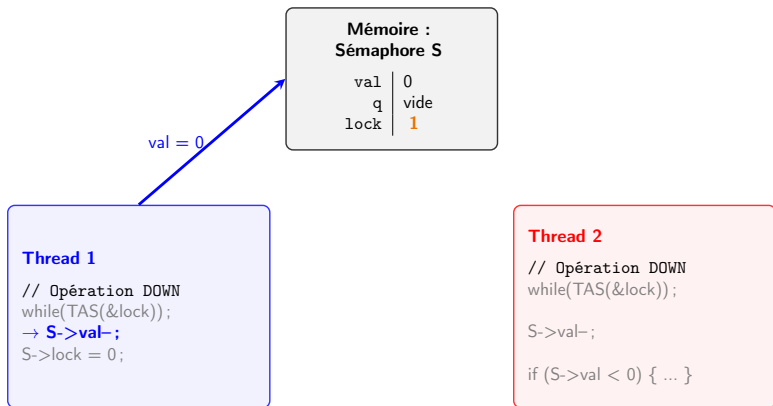 Mémoire :
Sémaphore S
val 0
q vide
lock 1
val = 0
Thread 1
// Opération DOWN
while(TAS(&lock)) ;
→ S->val– ;
S->lock = 0 ;
Thread 2
// Opération DOWN
while(TAS(&lock)) ;
S->val– ;
if (S->val < 0) { ... }